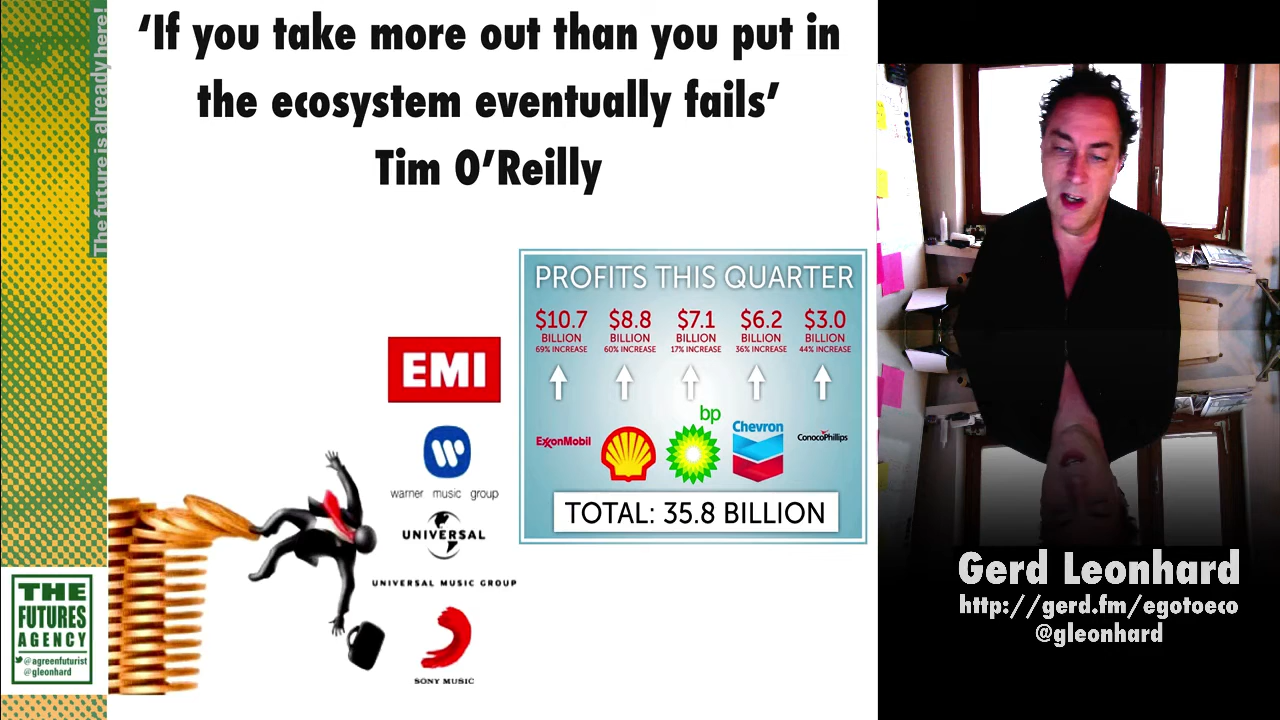 The future is already here!
‘If you take more out than you put in
the ecosystem eventually fails’
Tim O’Reilly
PROFITS THIS QUARTER
$10.7 $8.8 $7.1 $6.2 $3.0
BILLION BILLION BILLION BILLION BILLION
69% INCREASE 60% INCREASE 17% INCREASE 36% INCREASE 44% INCREASE
bp
Chevron
ExxonMobil
ConocoPhillips
TOTAL: 35.8 BILLION
EMI
warner music group
UNIVERSAL
UNIVERSAL MUSIC GROUP
SONY MUSIC
THE
FUTURES
AGENCY
@agreenfuturist
@gleonhard
Gerd Leonhard
http://gerd.fm/egotoeco
@gleonhard